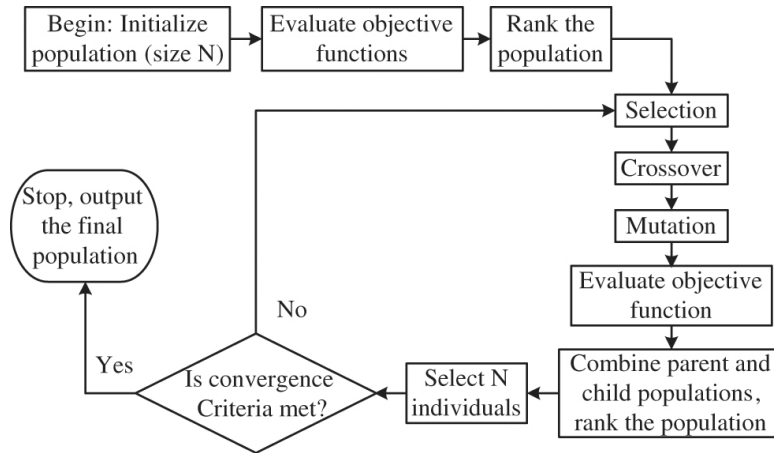 Begin: Initialize
population (size N)
Evaluate objective
functions
Rank the
population
Selection
Crossover
Mutation
Evaluate objective
function
Combine parent and
child populations,
rank the population
Select N
individuals
Is convergence
Criteria met?
No
Yes
Stop, output
the final
population